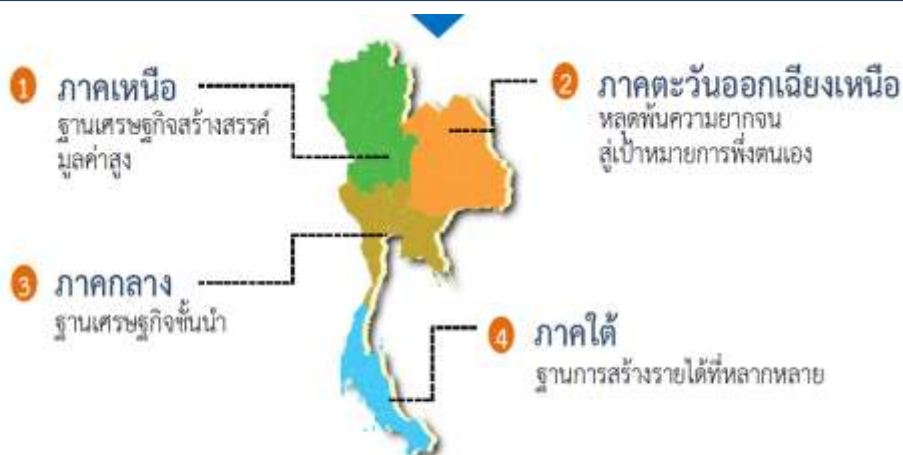 1 ภาคเหนือ
ฐานเศรษฐกิจสร้างสรรค์
มูลค่าสูง
2 ภาคตะวันออกเฉียงเหนือ
หลุดพ้นความยากจน
สู่เป้าหมายการพึ่งตนเอง
3 ภาคกลาง
ฐานเศรษฐกิจชั้นนำ
4 ภาคใต้
ฐานการสร้างรายได้ที่หลากหลาย